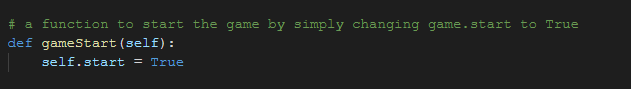 # a function to start the game by simply changing game.start to True
def gameStart(self):
    self.start = True